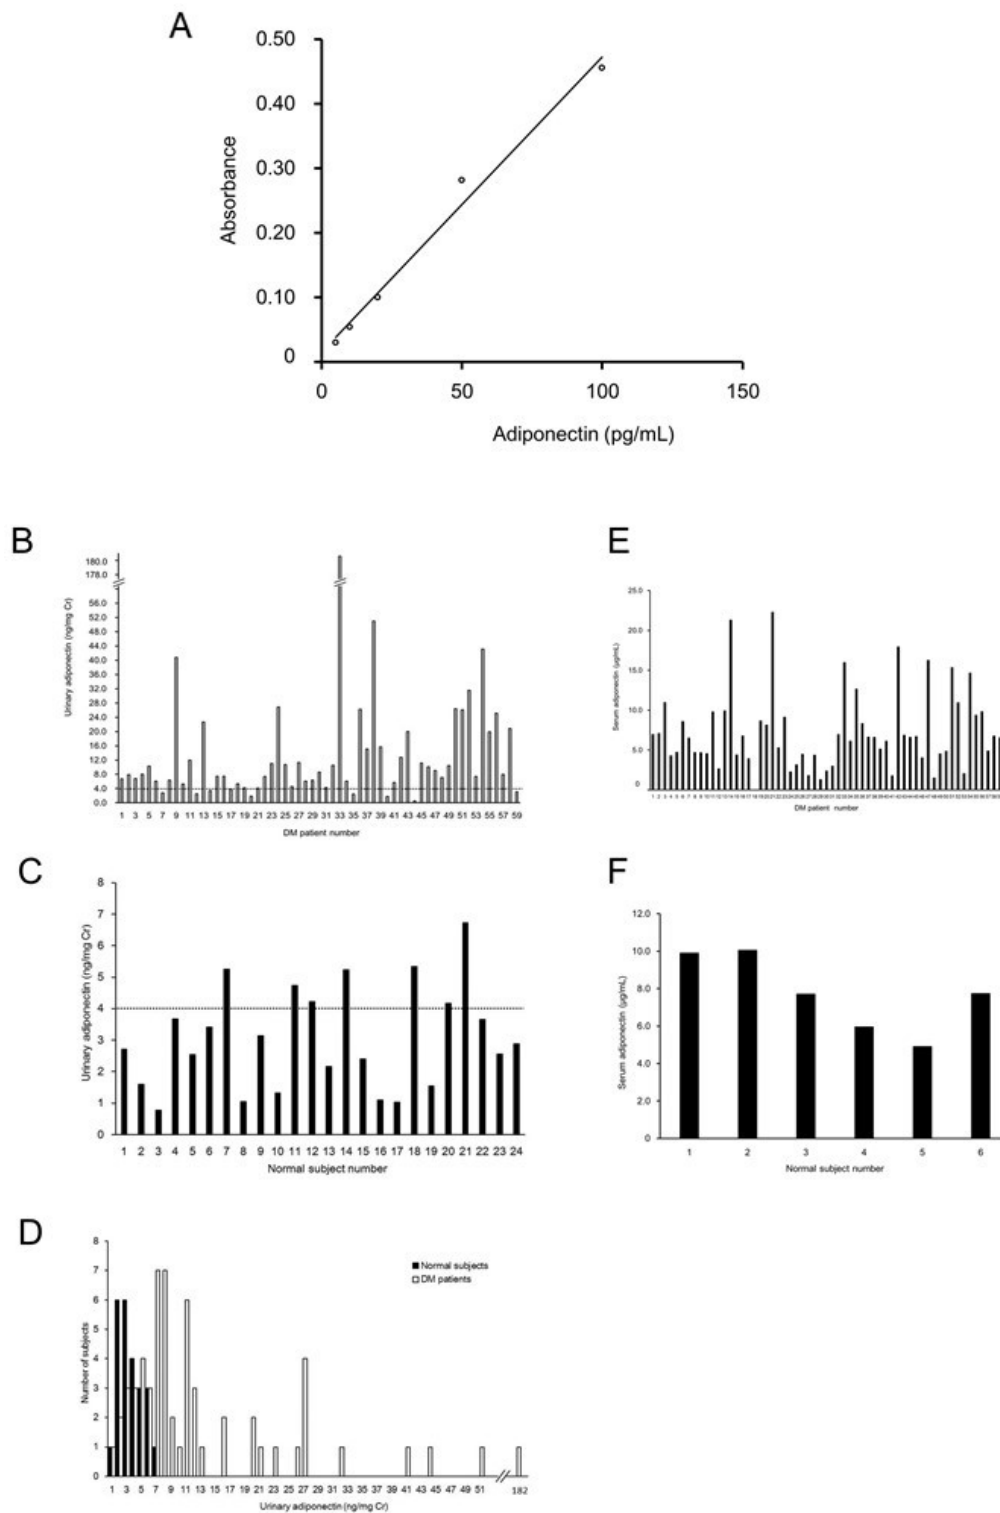 A
0.50
0.40
0.30
0.20
0.10
0
Absorbance
0 50 100 150
Adiponectin (pg/mL)
B
180.0
178.0
56.0
52.0
48.0
44.0
40.0
36.0
32.0
28.0
24.0
20.0
16.0
12.0
8.0
4.0
0.0
Urinary adiponectin (ng/mg Cr)
1 3 5 7 9 11 13 15 17 19 21 23 25 27 29 31 33 35 37 39 41 43 45 47 49 51 53 55 57 59
DM patient number
E
25.0
20.0
15.0
10.0
5.0
0
Serum adiponectin (µg/mL)
DM patient number
C
8
7
6
5
4
3
2
1
0
Urinary adiponectin (ng/mg Cr)
1 2 3 4 5 6 7 8 9 10 11 12 13 14 15 16 17 18 19 20 21 22 23 24
Normal subject number
F
12.0
10.0
8.0
6.0
4.0
2.0
0
Serum adiponectin (µg/mL)
1 2 3 4 5 6
Normal subject number
D
8
7
6
5
4
3
2
1
0
Number of subjects
Normal subjects
DM patients
1 3 5 7 9 11 13 15 17 19 21 23 25 27 29 31 33 35 37 39 41 43 45 47 49 51 182
Urinary adiponectin (ng/mg Cr)